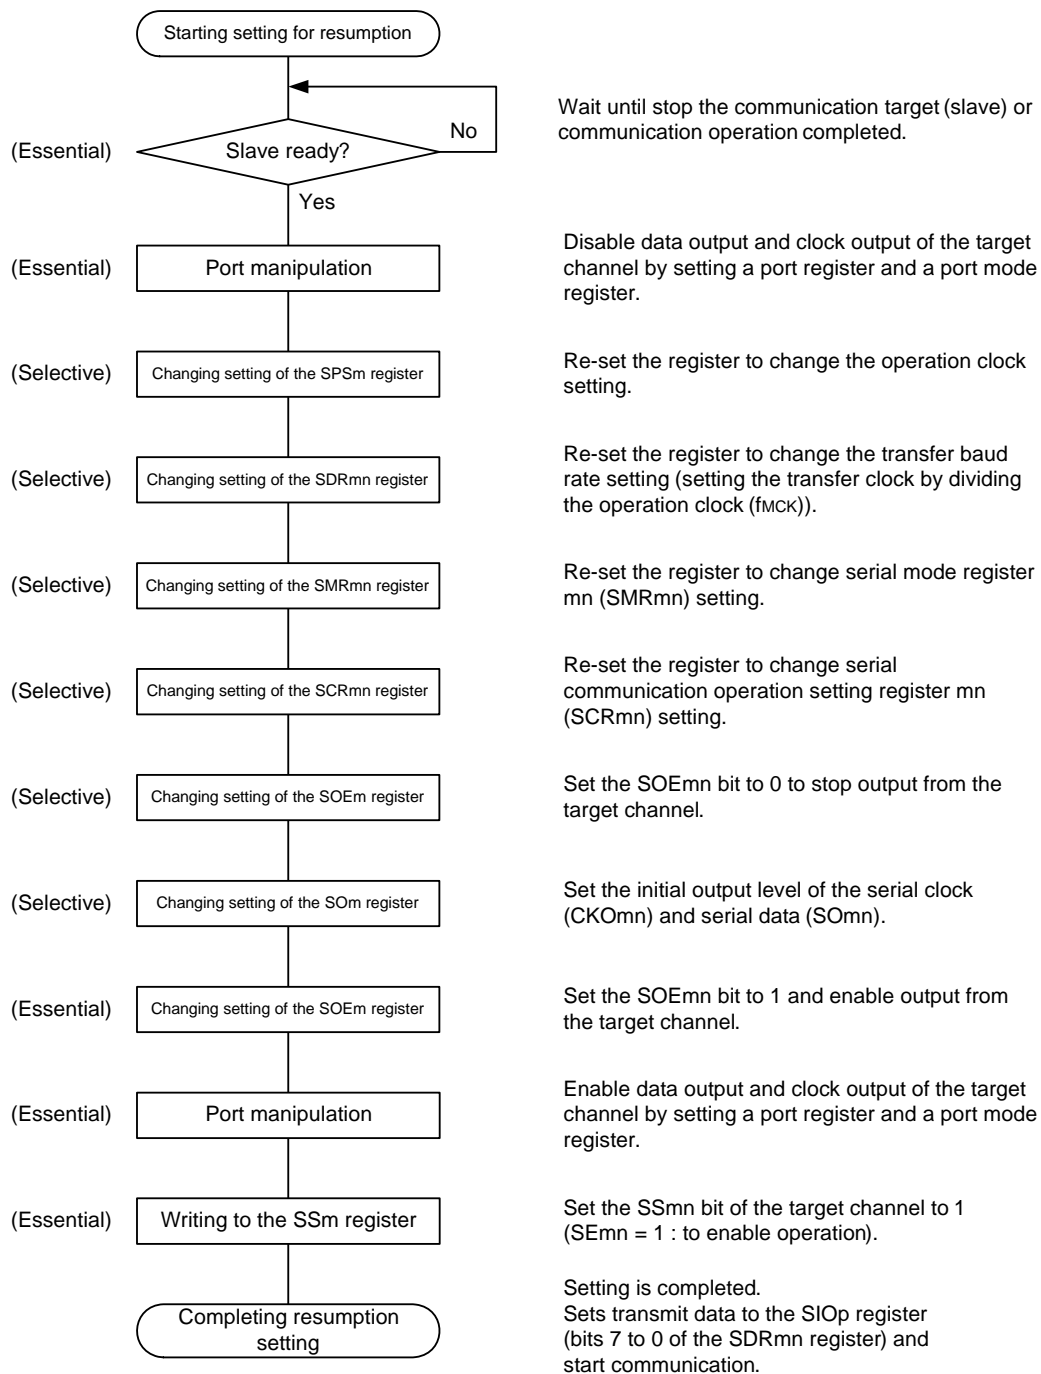 Starting setting for resumption
Wait until stop the communication target (slave) or
communication operation completed.
No
(Essential)
Slave ready?
Yes
(Essential)
Port manipulation
Disable data output and clock output of the target
channel by setting a port register and a port mode
register.
(Selective)
Changing setting of the SPSm register
Re-set the register to change the operation clock
setting.
(Selective)
Changing setting of the SDRmn register
Re-set the register to change the transfer baud
rate setting (setting the transfer clock by dividing
the operation clock (fMCK)).
(Selective)
Changing setting of the SMRmn register
Re-set the register to change serial mode register
mn (SMRmn) setting.
(Selective)
Changing setting of the SCRmn register
Re-set the register to change serial
communication operation setting register mn
(SCRmn) setting.
(Selective)
Changing setting of the SOEm register
Set the SOEmn bit to 0 to stop output from the
target channel.
(Selective)
Changing setting of the SOm register
Set the initial output level of the serial clock
(CKOmn) and serial data (SOmn).
(Essential)
Changing setting of the SOEm register
Set the SOEmn bit to 1 and enable output from
the target channel.
(Essential)
Port manipulation
Enable data output and clock output of the target
channel by setting a port register and a port mode
register.
(Essential)
Writing to the SSm register
Set the SSmn bit of the target channel to 1
(SEmn = 1 : to enable operation).
Completing resumption
setting
Setting is completed.
Sets transmit data to the SIOp register
(bits 7 to 0 of the SDRmn register) and
start communication.